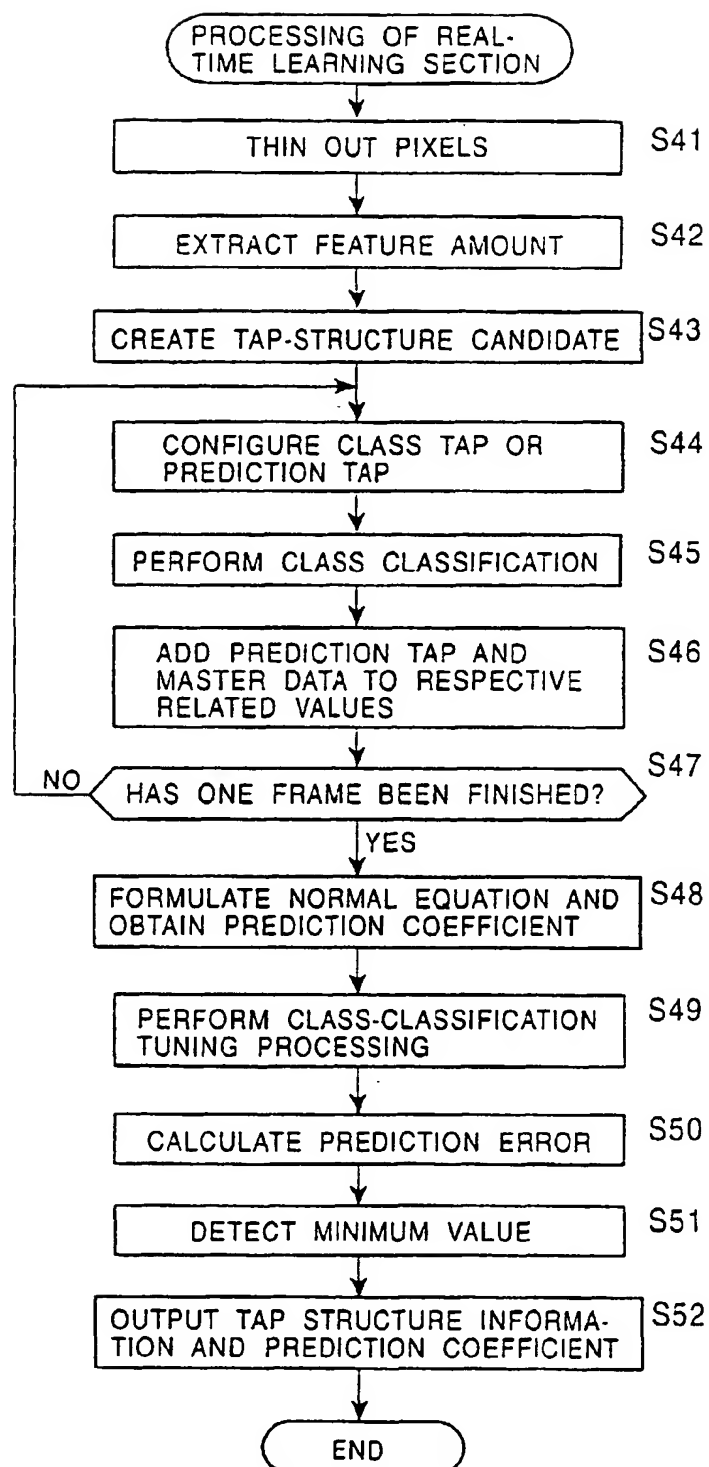 PROCESSING OF REAL-
TIME LEARNING SECTION
THIN OUT PIXELS
S41
EXTRACT FEATURE AMOUNT
S42
CREATE TAP-STRUCTURE CANDIDATE
S43
CONFIGURE CLASS TAP OR
PREDICTION TAP
S44
PERFORM CLASS CLASSIFICATION
S45
ADD PREDICTION TAP AND
MASTER DATA TO RESPECTIVE
RELATED VALUES
S46
NO
HAS ONE FRAME BEEN FINISHED?
S47
YES
FORMULATE NORMAL EQUATION AND
OBTAIN PREDICTION COEFFICIENT
S48
PERFORM CLASS-CLASSIFICATION
TUNING PROCESSING
S49
CALCULATE PREDICTION ERROR
S50
DETECT MINIMUM VALUE
S51
OUTPUT TAP STRUCTURE INFORMA-
TION AND PREDICTION COEFFICIENT
S52
END